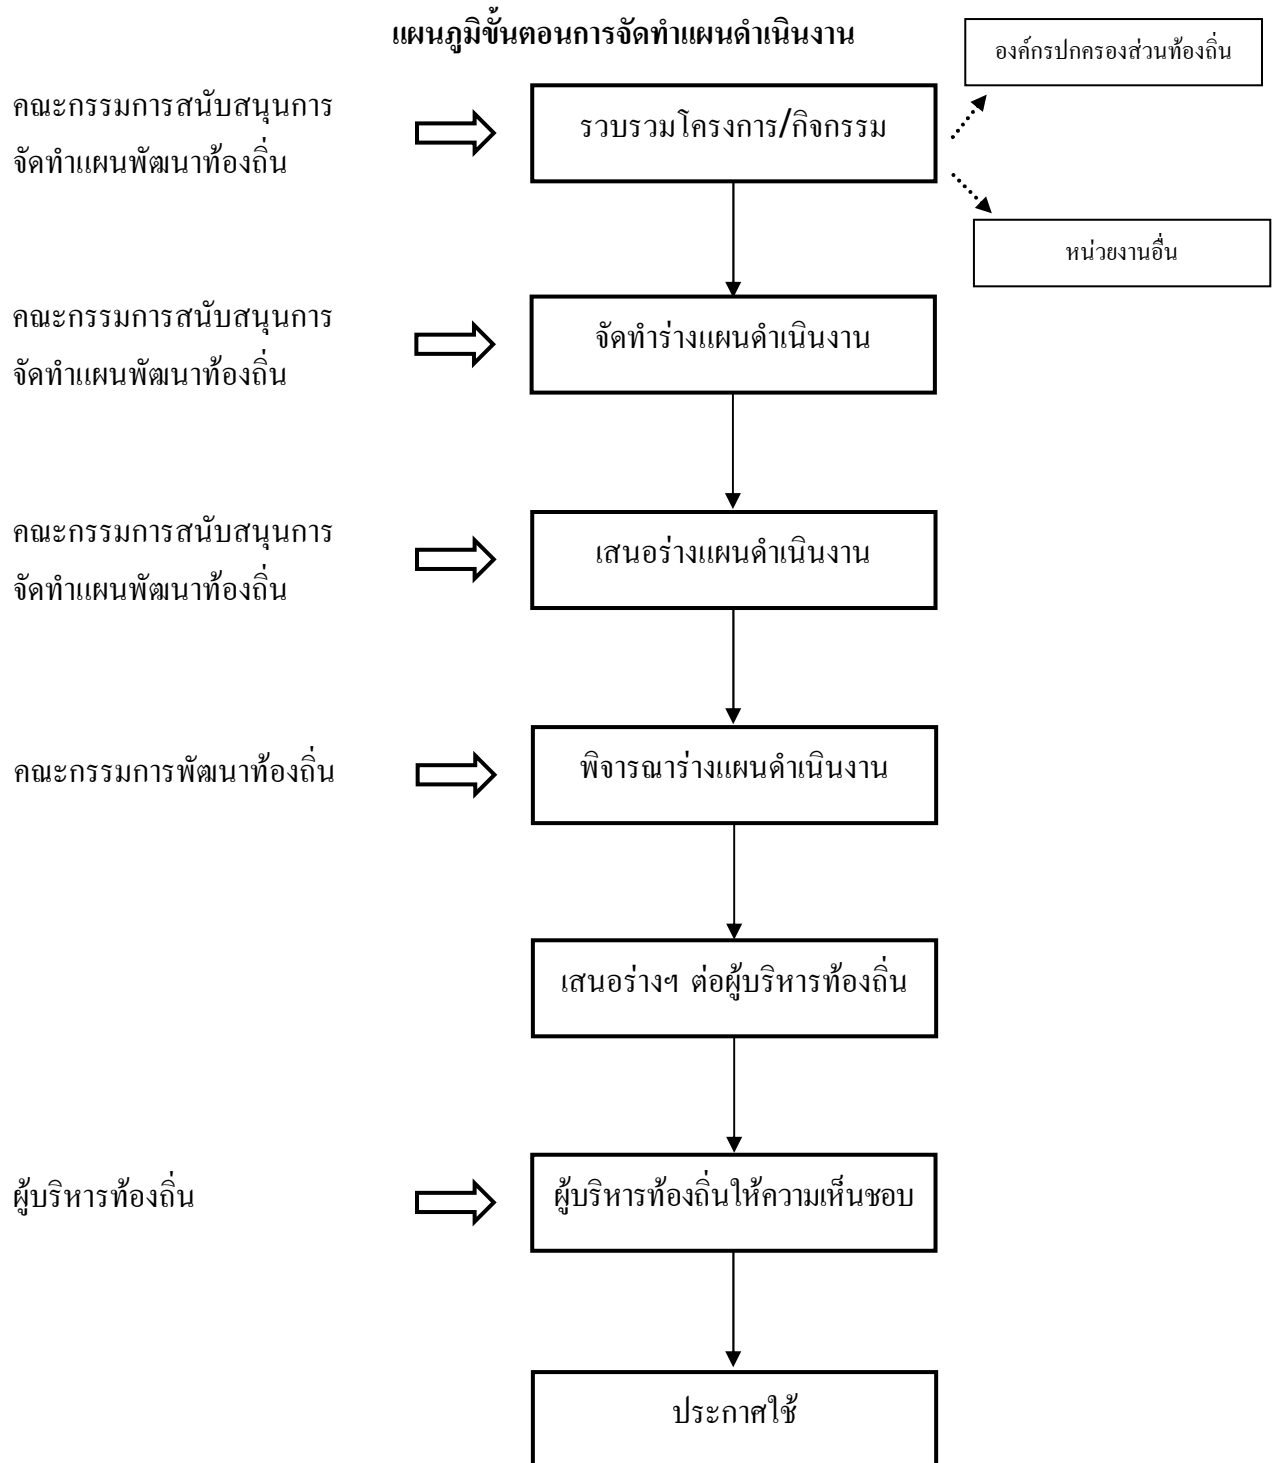 แผนภูมิขั้นตอนการจัดทำแผนดำเนินงาน
องค์กรปกครองส่วนท้องถิ่น
คณะกรรมการสนับสนุนการ
จัดทำแผนพัฒนาท้องถิ่น
รวบรวมโครงการ/กิจกรรม
หน่วยงานอื่น
คณะกรรมการสนับสนุนการ
จัดทำแผนพัฒนาท้องถิ่น
จัดทำร่างแผนดำเนินงาน
คณะกรรมการสนับสนุนการ
จัดทำแผนพัฒนาท้องถิ่น
เสนอร่างแผนดำเนินงาน
คณะกรรมการพัฒนาท้องถิ่น
พิจารณาร่างแผนดำเนินงาน
เสนอร่างฯ ต่อผู้บริหารท้องถิ่น
ผู้บริหารท้องถิ่น
ผู้บริหารท้องถิ่นให้ความเห็นชอบ
ประกาศใช้